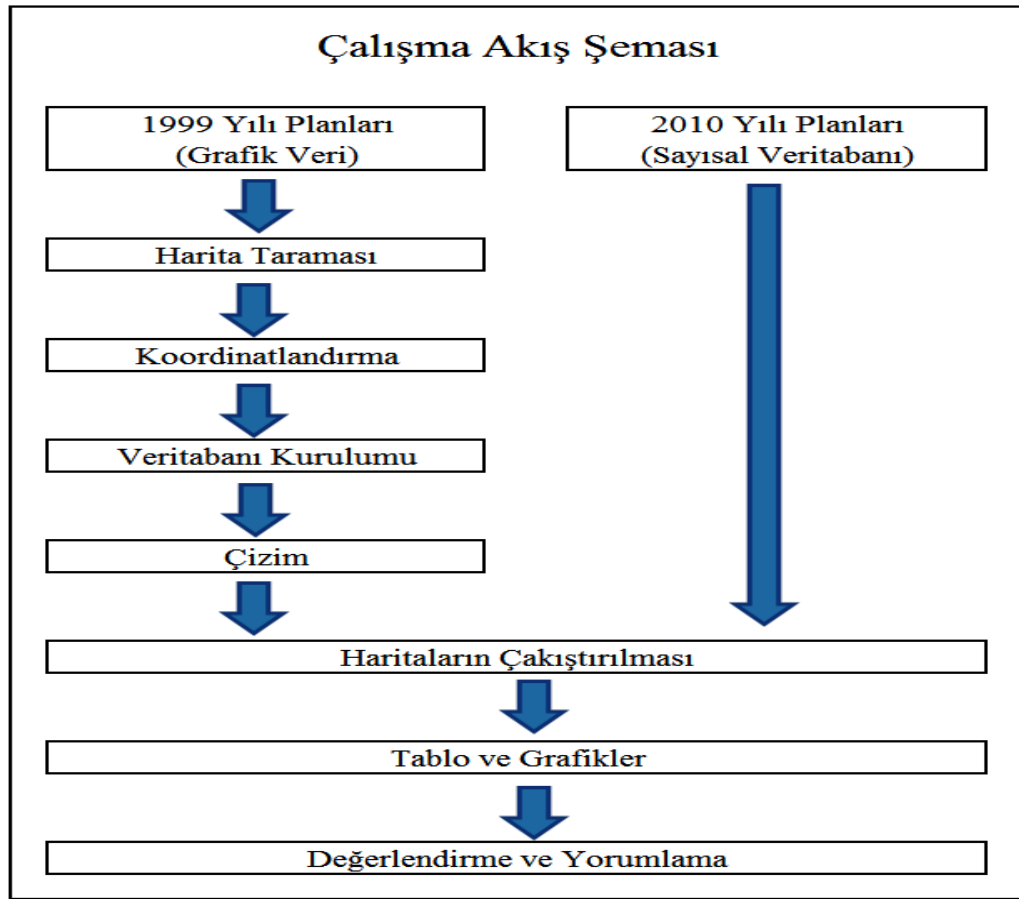 Çalışma Akış Şeması
1999 Yılı Planları
(Grafik Veri)
2010 Yılı Planları
(Sayısal Veritabanı)
Harita Taraması
Koordinatlandırma
Veritabanı Kurulumu
Çizim
Haritaların Çakıştırılması
Tablo ve Grafikler
Değerlendirme ve Yorumlama